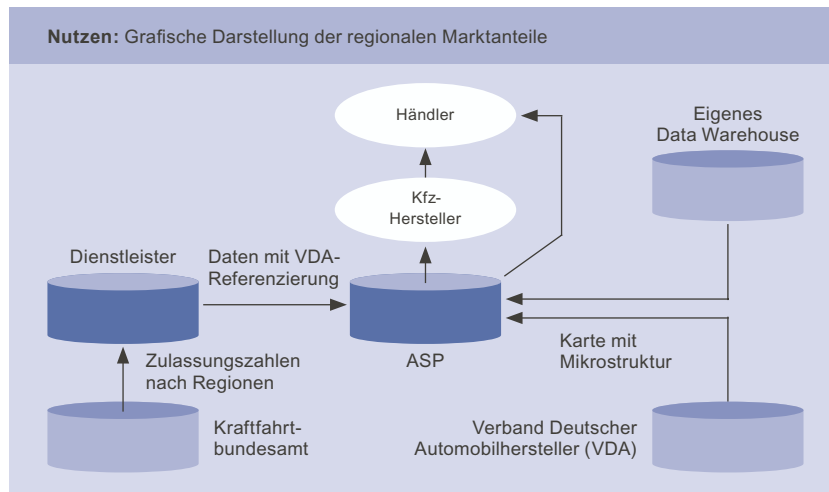 Nutzen: Grafische Darstellung der regionalen Marktanteile
Händler
Eigenes
Data Warehouse
Kfz-
Hersteller
Dienstleister
Daten mit VDA-
Referenzierung
ASP
Karte mit
Mikrostruktur
Zulassungszahlen
nach Regionen
Kraftfahrt-
bundesamt
Verband Deutscher
Automobilhersteller (VDA)